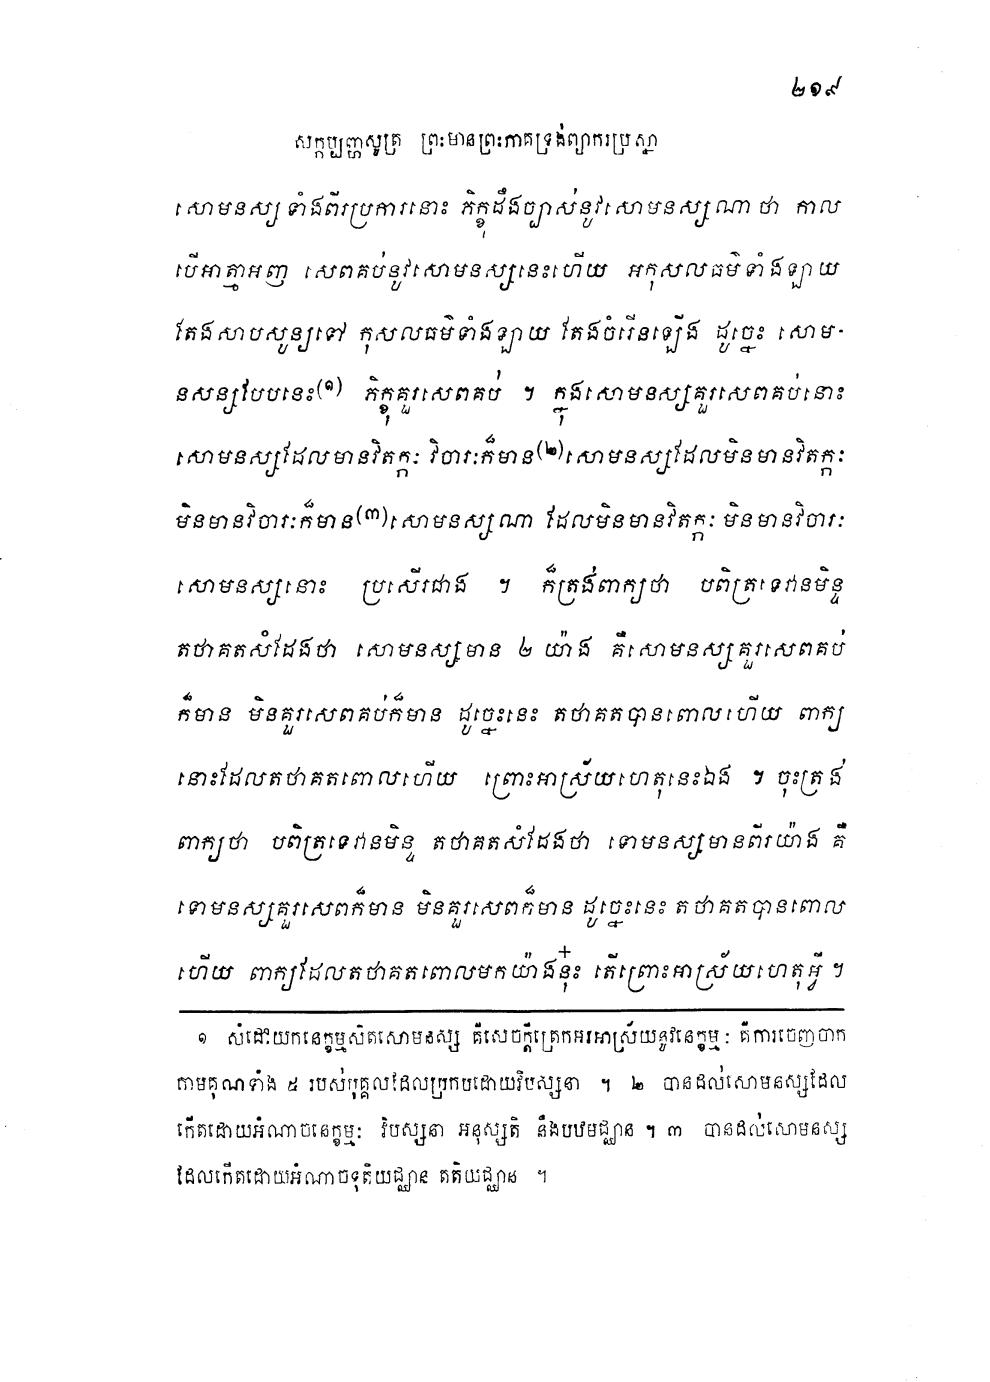 ២១៩
សក្កប្បញ្ហសូត្រ ព្រះមានព្រះភាគទ្រង់ព្យាករប្រស្នា
សោមនស្សទាំងពីរប្រការនោះ ភិក្ខុដឹងច្បាស់នូវសោមនស្សណាថា កាល
បើអាត្មាអញ សេពគប់នូវសោមនស្សនេះហើយ អកុសលធម៌ទាំងឡាយ
តែងសាបសូន្យទៅ កុសលធម៌ទាំងឡាយ តែងចំរើនឡើង ដូច្នេះ សោម-
នសន្សបែបនេះ(១) ភិក្ខុគួរសេពគប់ ។ ក្នុងសោមនស្សគួរសេពគប់នោះ
សោមនស្សដែលមានវិតក្កៈ វិចារៈក៏មាន(២)សោមនស្សដែលមិនមានវិតក្កៈ
មិនមានវិចារៈក៏មាន(៣)សោមនស្សណា ដែលមិនមានវិតក្កៈ មិនមានវិចារៈ
សោមនស្សនោះ ប្រសើរជាង ។ ក៏ត្រង់ពាក្យថា បពិត្រទេវានមិន្ទ
តថាគតសំដែងថា សោមនស្សមាន ២ យ៉ាង គឺសោមនស្សគួរសេពគប់
ក៏មាន មិនគួរសេពគប់ក៏មាន ដូច្នេះនេះ តថាគតបានពោលហើយ ពាក្យ
នោះដែលតថាគតពោលហើយ ព្រោះអាស្រ័យហេតុនេះឯង ។ ចុះត្រង់
ពាក្យថា បពិត្រទេវានមិន្ទ តថាគតសំដែងថា ទោមនស្សមានពីរយ៉ាង គឺ
ទោមនស្សគួរសេពក៏មាន មិនគួរសេពក៏មាន ដូច្នេះនេះ តថាគតបានពោល
ហើយ ពាក្យដែលតថាគតពោលមកយ៉ាងនុ៎ះ តើព្រោះអាស្រ័យហេតុអ្វី ។
១ សំដៅយកនេក្ខម្មសិតសោមនស្ស គឺសេចក្តីត្រេកអរអាស្រ័យនូវនេក្ខម្មៈ គឺការចេញចាក
កាមគុណទាំង ៥ របស់បុគ្គលដែលប្រកបដោយវិបស្សនា ។ ២ បានដល់សោមនស្សដែល
កើតដោយអំណាចនេក្ខម្មៈ វិបស្សនា អនុស្សតិ នឹងបឋមជ្ឈាន ។ ៣ បានដល់សោមនស្ស
ដែលកើតដោយអំណាចទុតិយជ្ឈាន តតិយជ្ឈាន ។